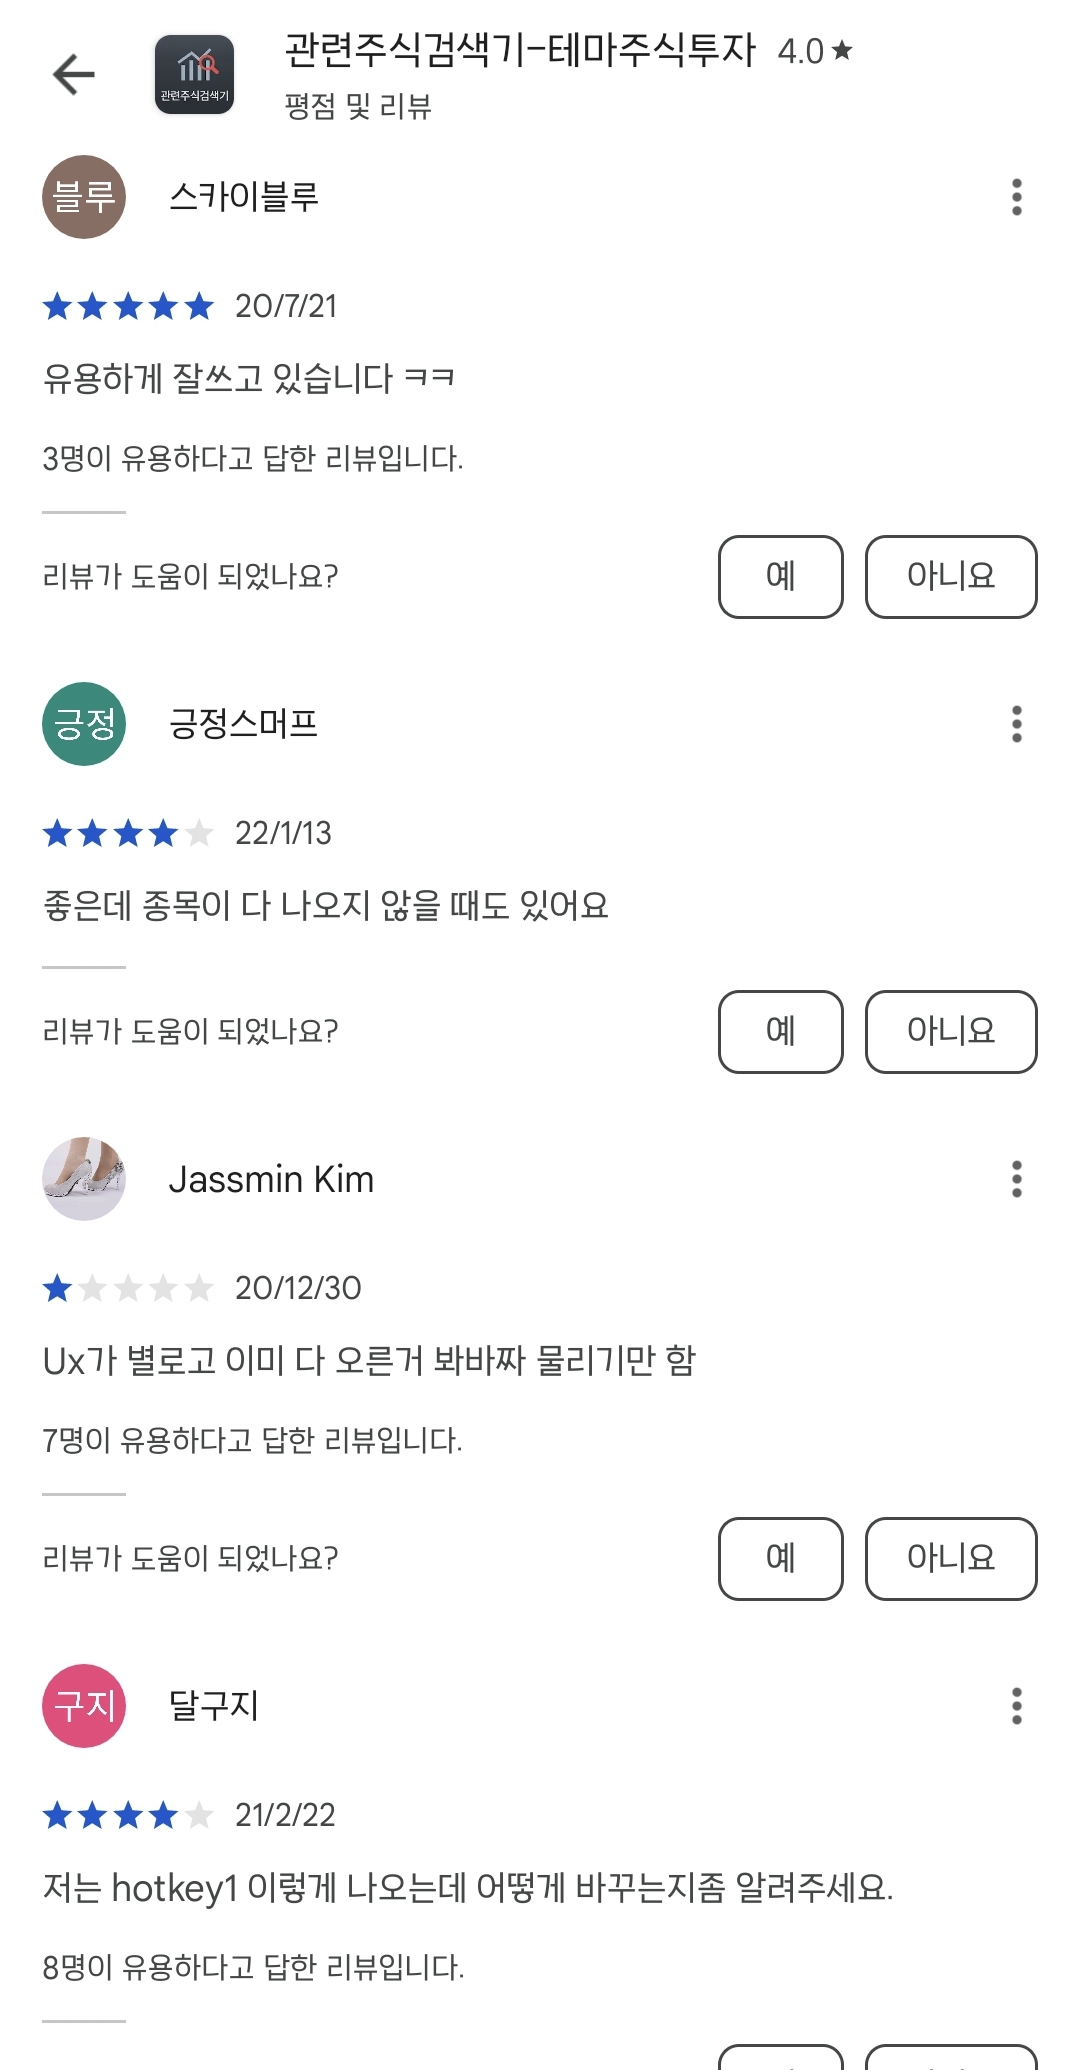 관련주식검색기-테마주식투자 4.0★
관련주식검색기
평점 및 리뷰
블루 스카이블루
20/7/21
유용하게 잘쓰고 있습니다 ㅋㅋ
3명이 유용하다고 답한 리뷰입니다.
리뷰가 도움이 되었나요? 예 아니요
긍정 긍정스머프
22/1/13
좋은데 종목이 다 나오지 않을 때도 있어요
리뷰가 도움이 되었나요? 예 아니요
Jassmin Kim
20/12/30
Ux가 별로고 이미 다 오른거 봐바짜 물리기만 함
7명이 유용하다고 답한 리뷰입니다.
리뷰가 도움이 되었나요? 예 아니요
구지 달구지
21/2/22
저는 hotkey1 이렇게 나오는데 어떻게 바꾸는지좀 알려주세요.
8명이 유용하다고 답한 리뷰입니다.